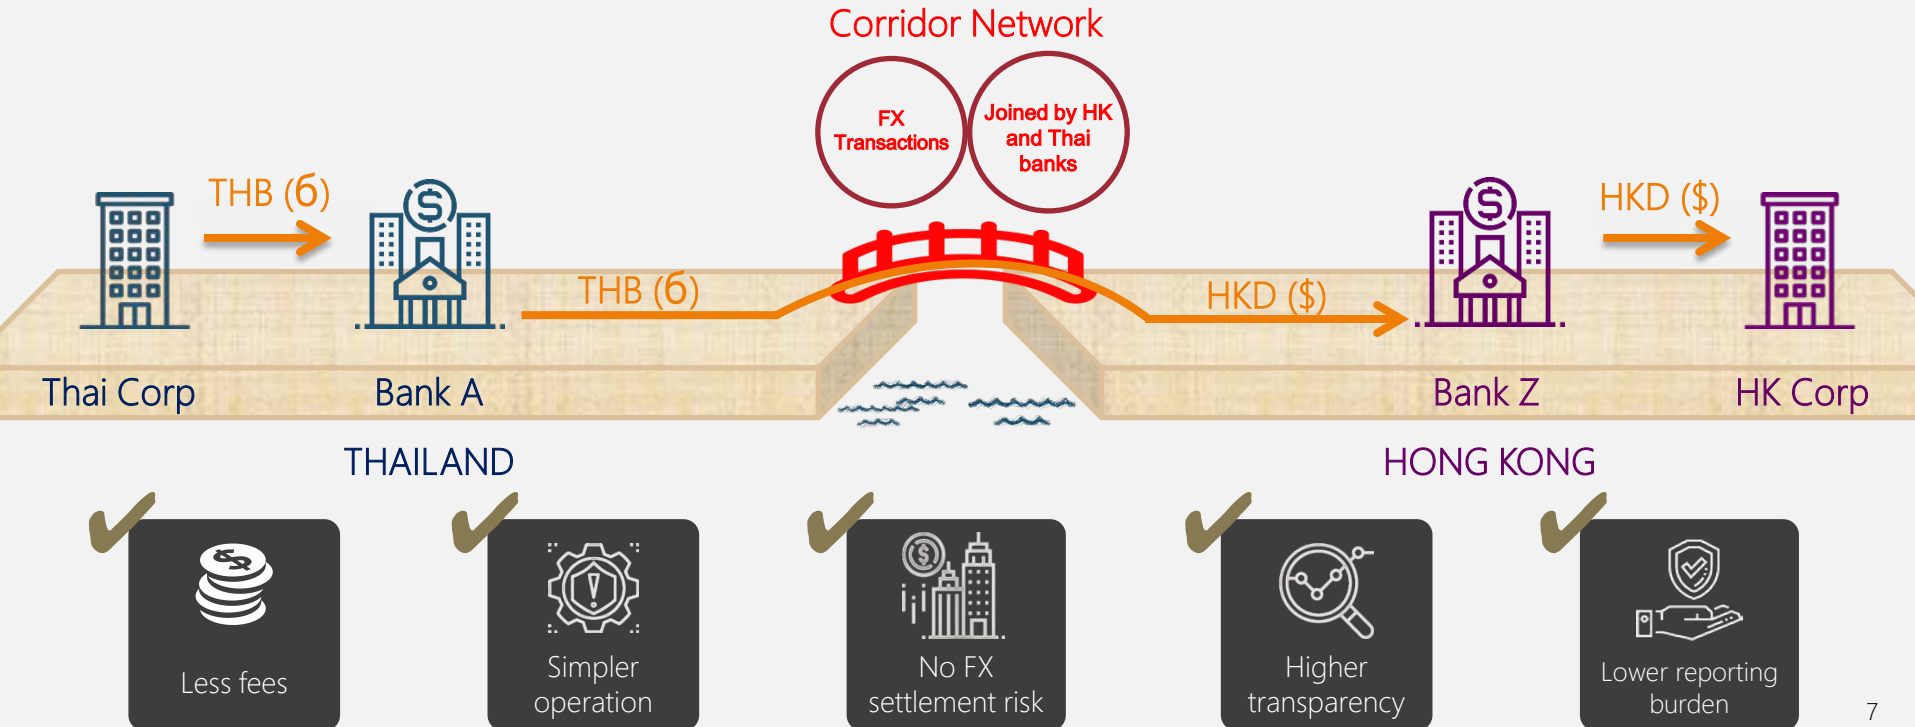 Corridor Network
FX
Transactions
Joined by HK
and Thai
banks
THB (б)
HKD ($)
THB (б)
HKD ($)
Thai Corp
Bank A
Bank Z
HK Corp
THAILAND
HONG KONG
Less fees
Simpler
operation
No FX
settlement risk
Higher
transparency
Lower reporting
burden
7